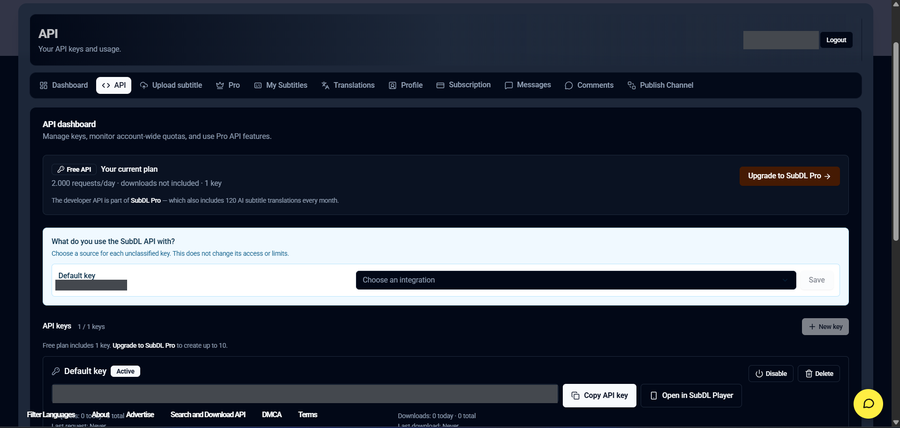 API
Your API keys and usage.
Logout
Dashboard API Upload subtitle Pro My Subtitles Translations Profile Subscription Messages Comments Publish Channel
API dashboard
Manage keys, monitor account-wide quotas, and use Pro API features.
Free API Your current plan
2.000 requests/day · downloads not included · 1 key
Upgrade to SubDL Pro →
The developer API is part of SubDL Pro — which also includes 120 AI subtitle translations every month.
What do you use the SubDL API with?
Choose a source for each unclassified key. This does not change its access or limits.
Default key
Choose an integration
Save
API keys 1 / 1 keys
+ New key
Free plan includes 1 key. Upgrade to SubDL Pro to create up to 10.
Default key Active
Disable Delete
Copy API key Open in SubDL Player
Filter Languages About Advertise Search and Download API DMCA Terms
0 today · total
Downloads: 0 today · 0 total
Last request: Never
Last download: Never